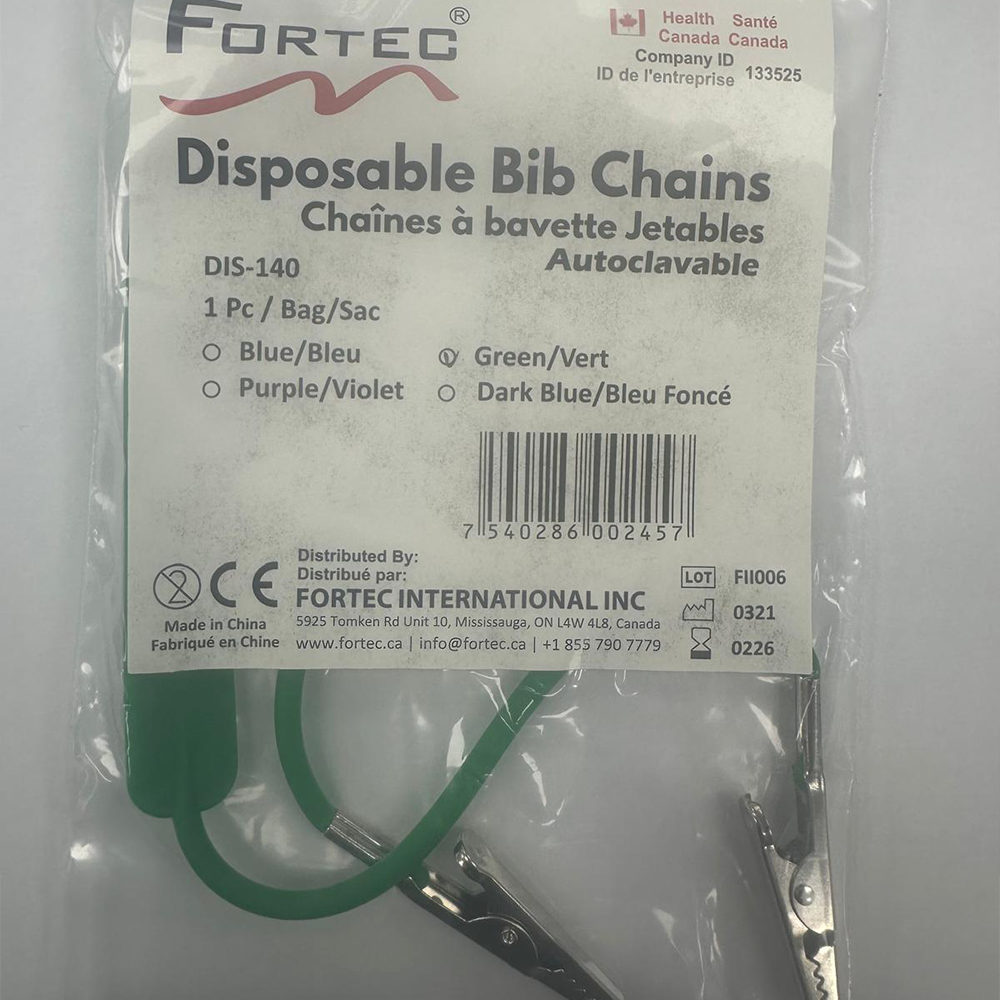 FORTEC®
Health Santé
Canada Canada
Company ID
ID de l'entreprise 133525
Disposable Bib Chains
Chaînes à bavette Jetables
Autoclavable
DIS-140
1 Pc / Bag/Sac
Blue/Bleu
Green/Vert
Purple/Violet
Dark Blue/Bleu Foncé
7 540286 002457
2
CE
Made in China
Fabriqué en Chine
Distributed By:
Distribué par:
FORTEC INTERNATIONAL INC
5925 Tomken Rd Unit 10, Mississauga, ON L4W 4L8, Canada
www.fortec.ca | info@fortec.ca | +1 855 790 7779
LOT FII006
0321
0226